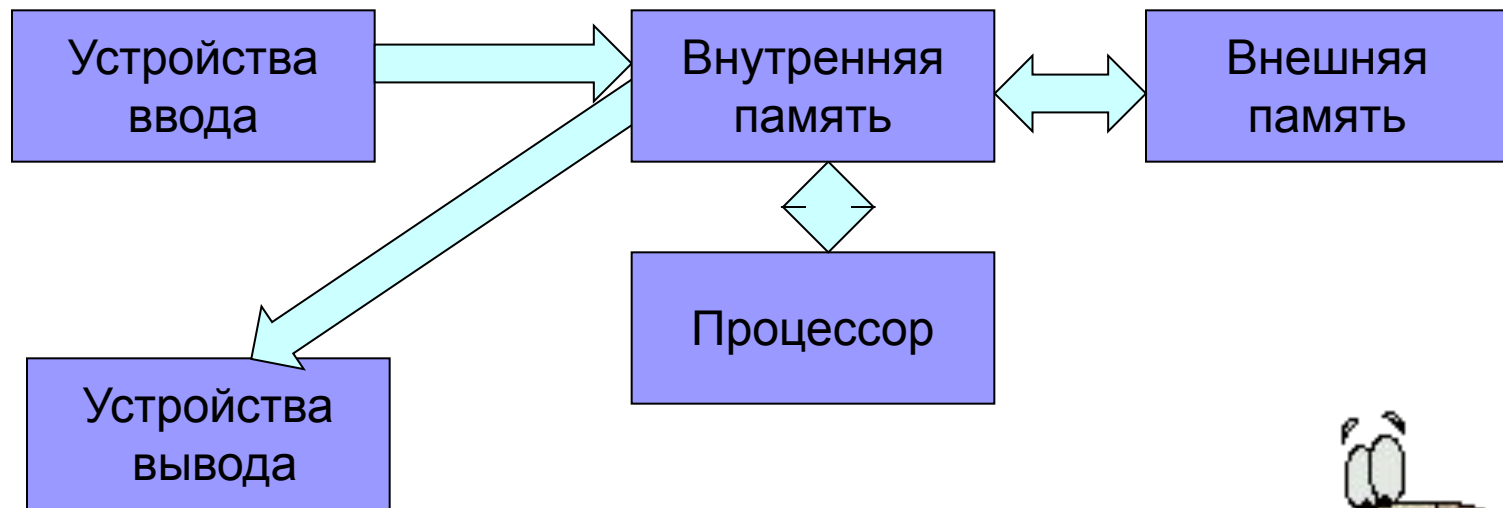 Устройства
ввода
Внутренняя
память
Внешняя
память
Процессор
Устройства
вывода